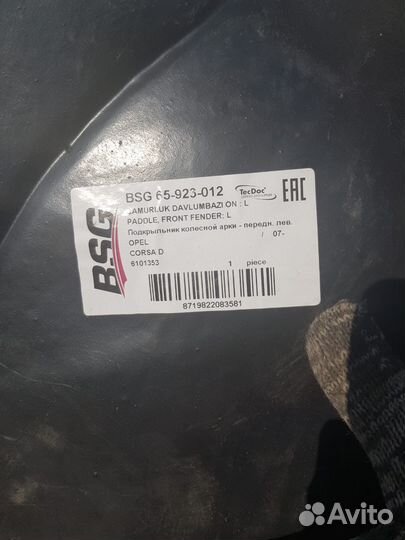 BSG
BSG 65-923-012
TecDoc
EAC
ÇAMURLUK DAVLUMBAZI ON : L
PADDLE, FRONT FENDER: L
Подкрыльник колесной арки - передн. лев.
OPEL / 07-
CORSA D
6101353 1 piece
8719822083581
Avito